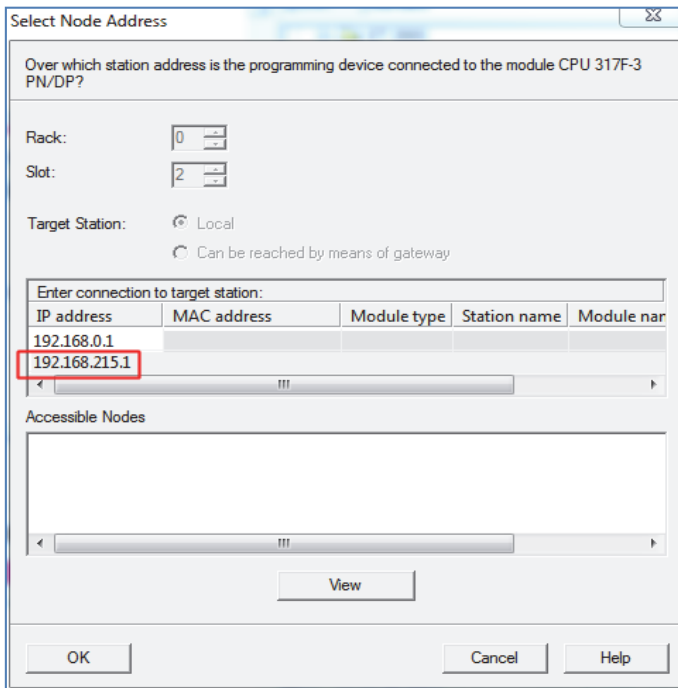 Select Node Address
Over which station address is the programming device connected to the module CPU 317F-3
PN/DP?
Rack: 0
Slot: 2
Target Station: Local
Can be reached by means of gateway
Enter connection to target station:
IP address MAC address Module type Station name Module nar
192.168.0.1
192.168.215.1
Accessible Nodes
View
OK Cancel Help